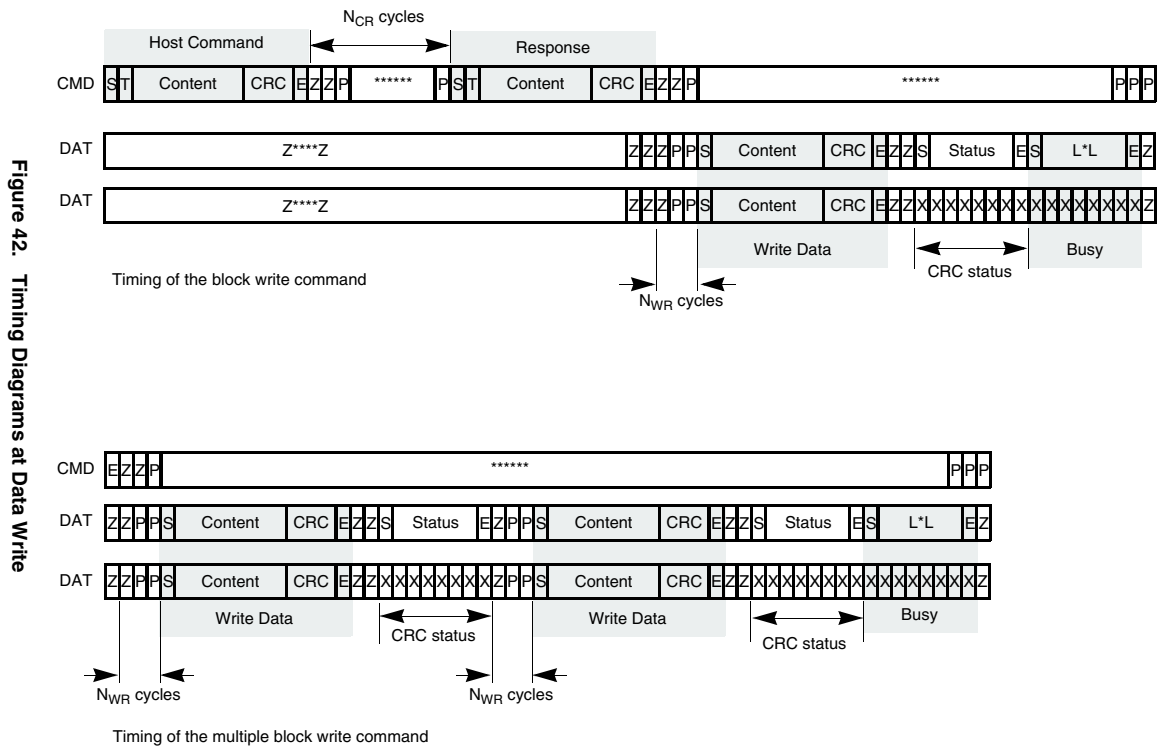 Figure 42. Timing Diagrams at Data Write
N_CR cycles
Host Command Response
CMD S T Content CRC E Z Z P ****** P S T Content CRC E Z Z P ****** P P P
DAT Z****Z Z Z Z P P S Content CRC E Z Z S Status E S L*L E Z
DAT Z****Z Z Z Z P P S Content CRC E Z Z X X X X X X X X X X X X X X X X Z
Write Data CRC status Busy
Timing of the block write command
N_WR cycles
CMD E Z Z P ****** P P P
DAT Z Z P P S Content CRC E Z Z S Status E Z P P S Content CRC E Z Z S Status E S L*L E Z
DAT Z Z P P S Content CRC E Z Z X X X X X X X X Z P P S Content CRC E Z Z X X X X X X X X X X X X X X X X Z
Write Data CRC status Write Data CRC status Busy
N_WR cycles N_WR cycles
Timing of the multiple block write command